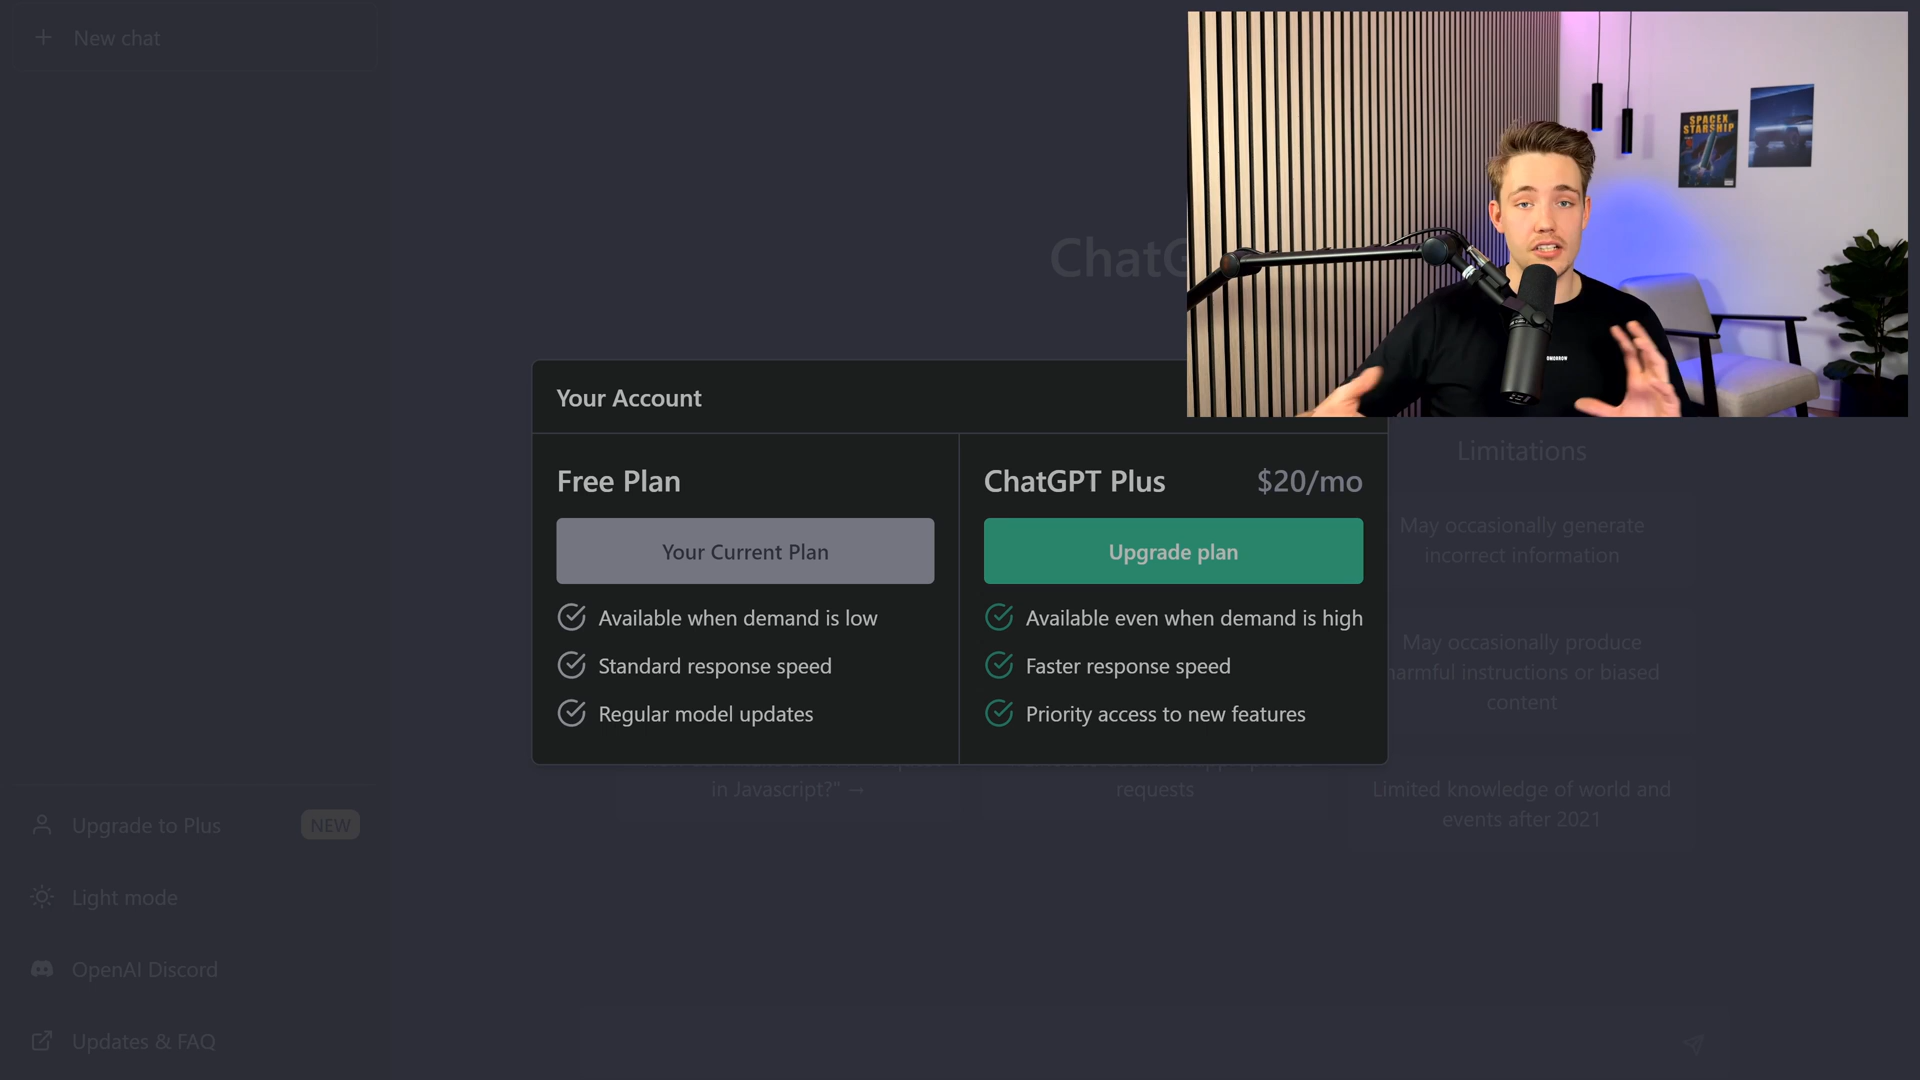 New chat
SPACEX
STARSHIP
OMORROW
Your Account
Free Plan
Your Current Plan
Available when demand is low
Standard response speed
Regular model updates
ChatGPT Plus
$20/mo
Upgrade plan
Available even when demand is high
Faster response speed
Priority access to new features
Limitations
May occasionally generate
incorrect information
May occasionally produce
harmful instructions or biased
content
Limited knowledge of world and
events after 2021
in Javascript?" →
requests
Upgrade to Plus
NEW
Light mode
OpenAI Discord
Updates & FAQ